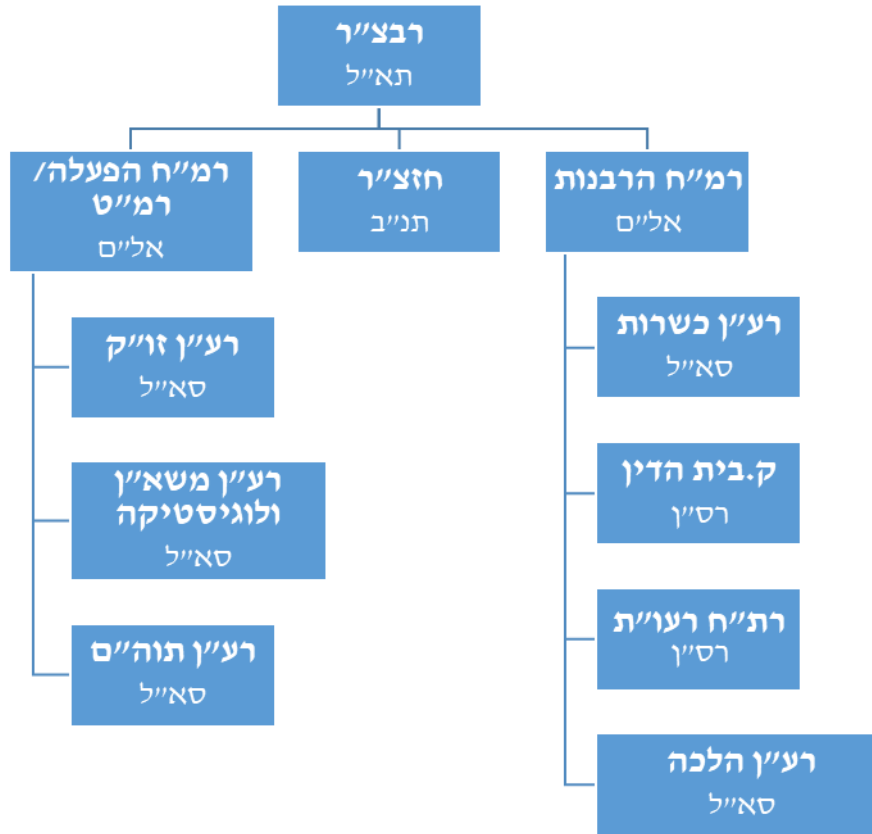 רבצ״ר
תא״ל
רמ״ח הרבנות
אל״ם
חזצ״ר
תנ״ב
רמ״ח הפעלה/
רמ״ט
אל״ם
רע״ן כשרות
סא״ל
ק.בית הדין
רס״ן
רת״ח רעו״ת
רס״ן
רע״ן הלכה
סא״ל
רע״ן זו״ק
סא״ל
רע״ן משא״ן
ולוגיסטיקה
סא״ל
רע״ן תוה״ם
סא״ל